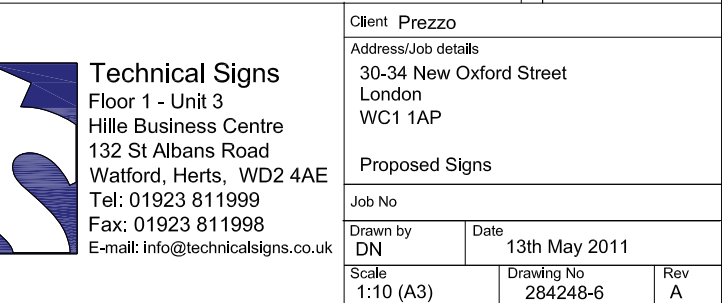 Technical Signs
Floor 1 - Unit 3
Hille Business Centre
132 St Albans Road
Watford, Herts, WD2 4AE
Tel: 01923 811999
Fax: 01923 811998
E-mail: info@technicalsigns.co.uk
Client Prezzo
Address/Job details
30-34 New Oxford Street
London
WC1 1AP
Proposed Signs
Job No
Drawn by
DN
Date
13th May 2011
Scale
1:10 (A3)
Drawing No
284248-6
Rev
A